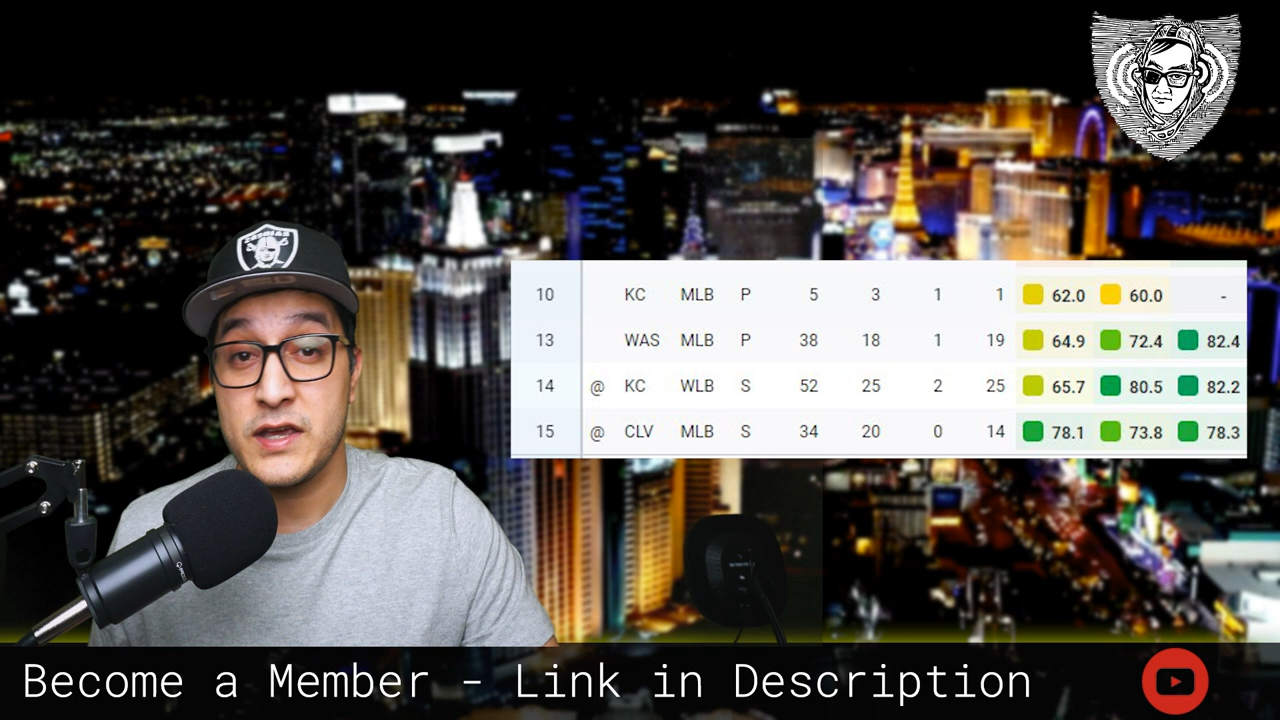 RAIDERS
10 KC MLB P 5 3 1 1 62.0 60.0 -
13 WAS MLB P 38 18 1 19 64.9 72.4 82.4
14 @ KC WLB S 52 25 2 25 65.7 80.5 82.2
15 @ CLV MLB S 34 20 0 14 78.1 73.8 78.3
Become a Member - Link in Description